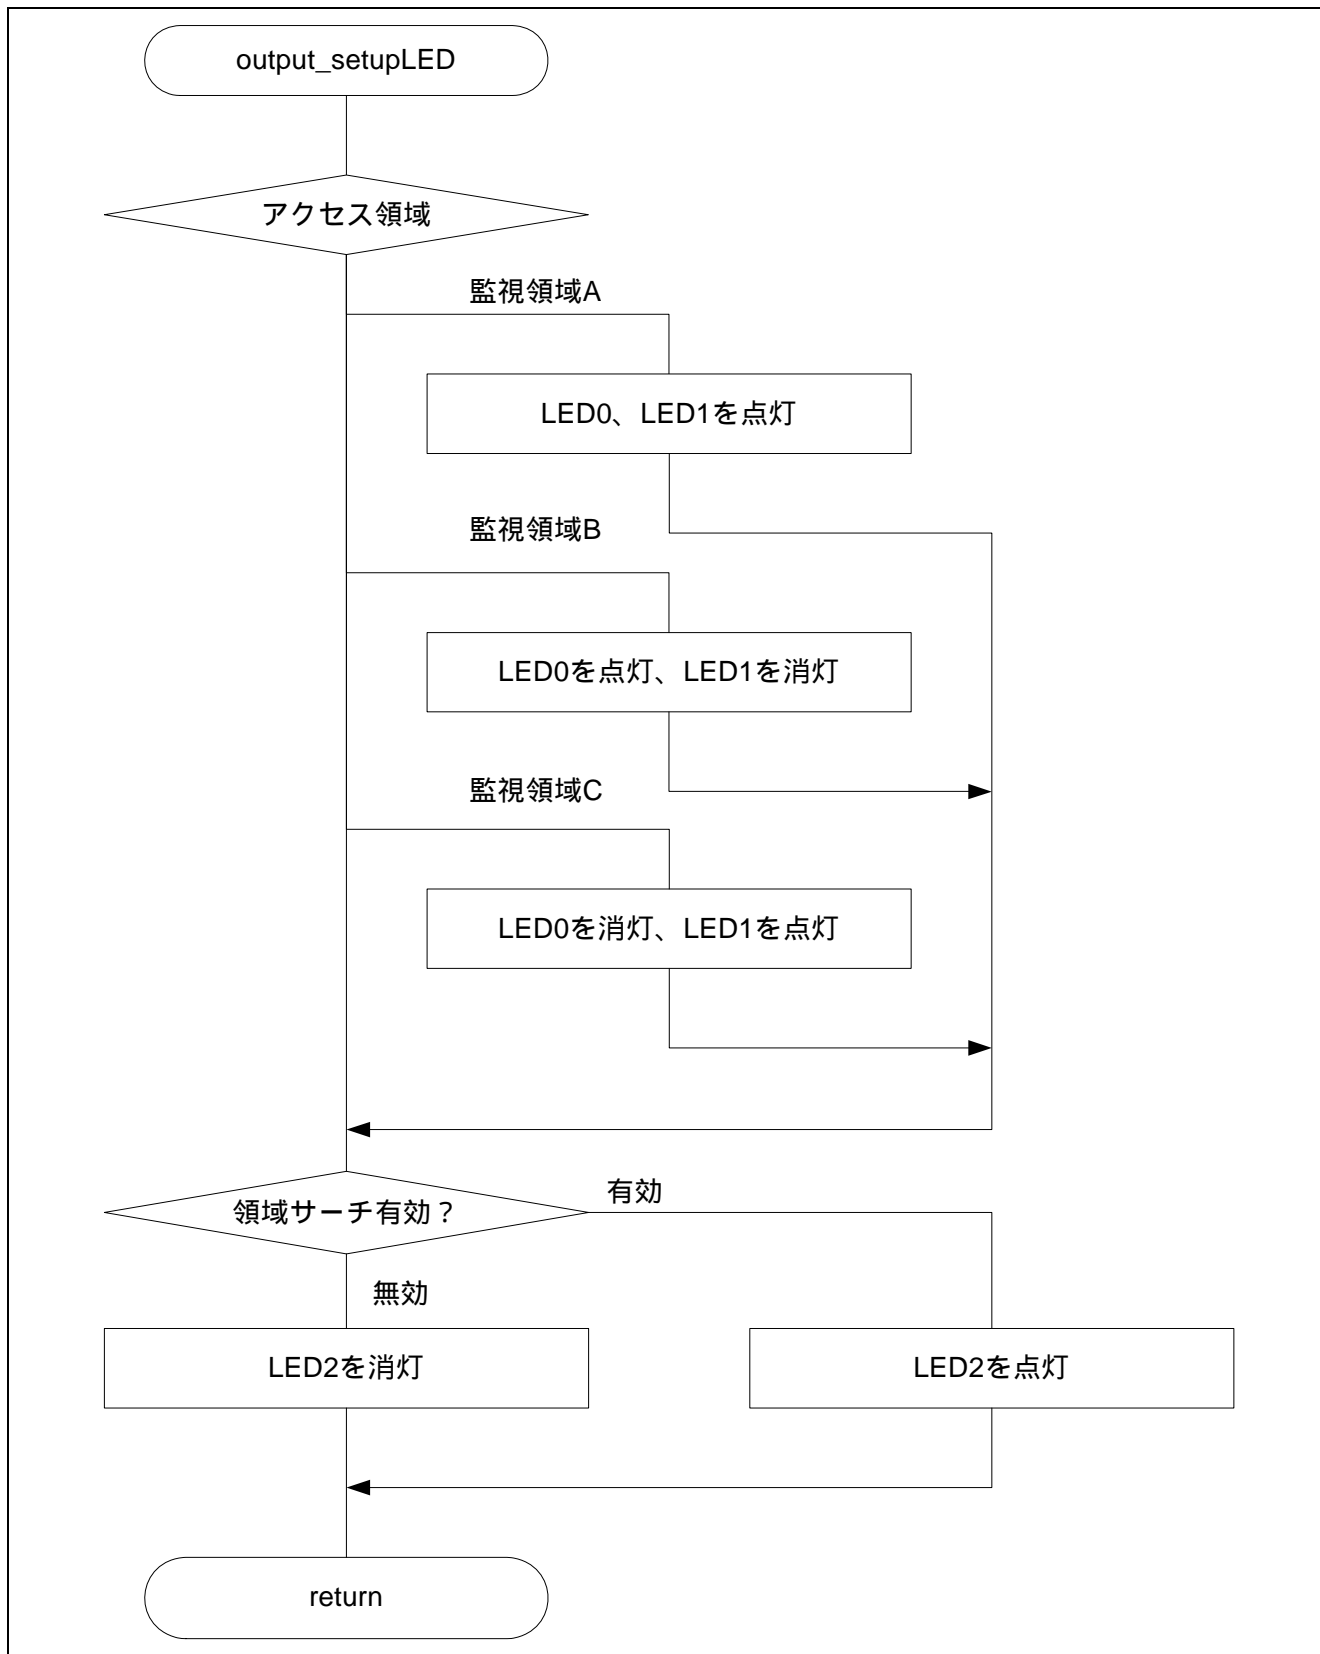 output_setupLED
アクセス領域
監視領域A
LED0、LED1を点灯
監視領域B
LED0を点灯、LED1を消灯
監視領域C
LED0を消灯、LED1を点灯
領域サーチ有効？
有効
無効
LED2を消灯
LED2を点灯
return